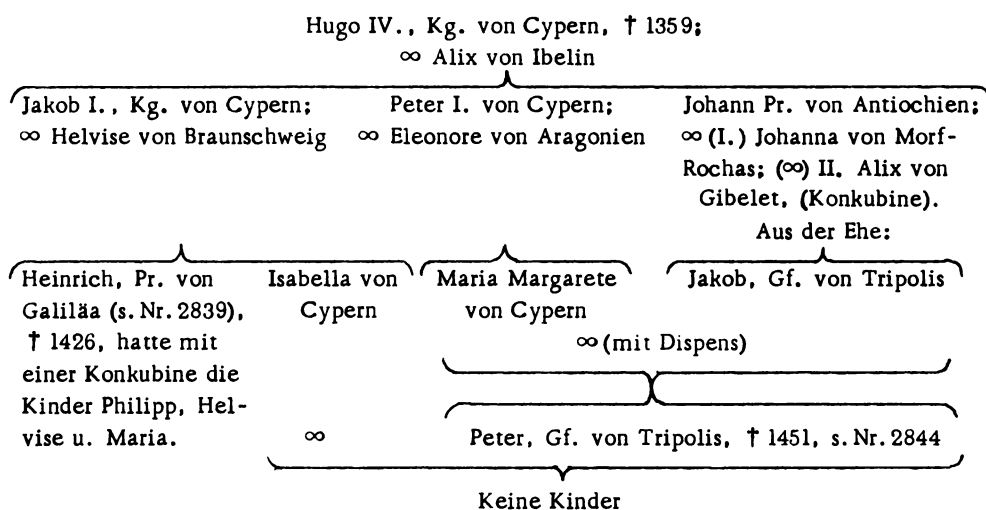 Hugo IV., Kg. von Cypern, † 1359;
∞ Alix von Ibelin
Jakob I., Kg. von Cypern;
∞ Helvise von Braunschweig
Peter I. von Cypern;
∞ Eleonore von Aragonien
Johann Pr. von Antiochien;
∞ (I.) Johanna von Morf-
Rochas; (∞) II. Alix von
Gibelet, (Konkubine).
Aus der Ehe:
Heinrich, Pr. von
Galiläa (s. Nr. 2839),
† 1426, hatte mit
einer Konkubine die
Kinder Philipp, Hel-
vise u. Maria.
Isabella von
Cypern
Maria Margarete
von Cypern
Jakob, Gf. von Tripolis
∞ (mit Dispens)
∞
Peter, Gf. von Tripolis, † 1451, s. Nr. 2844
Keine Kinder